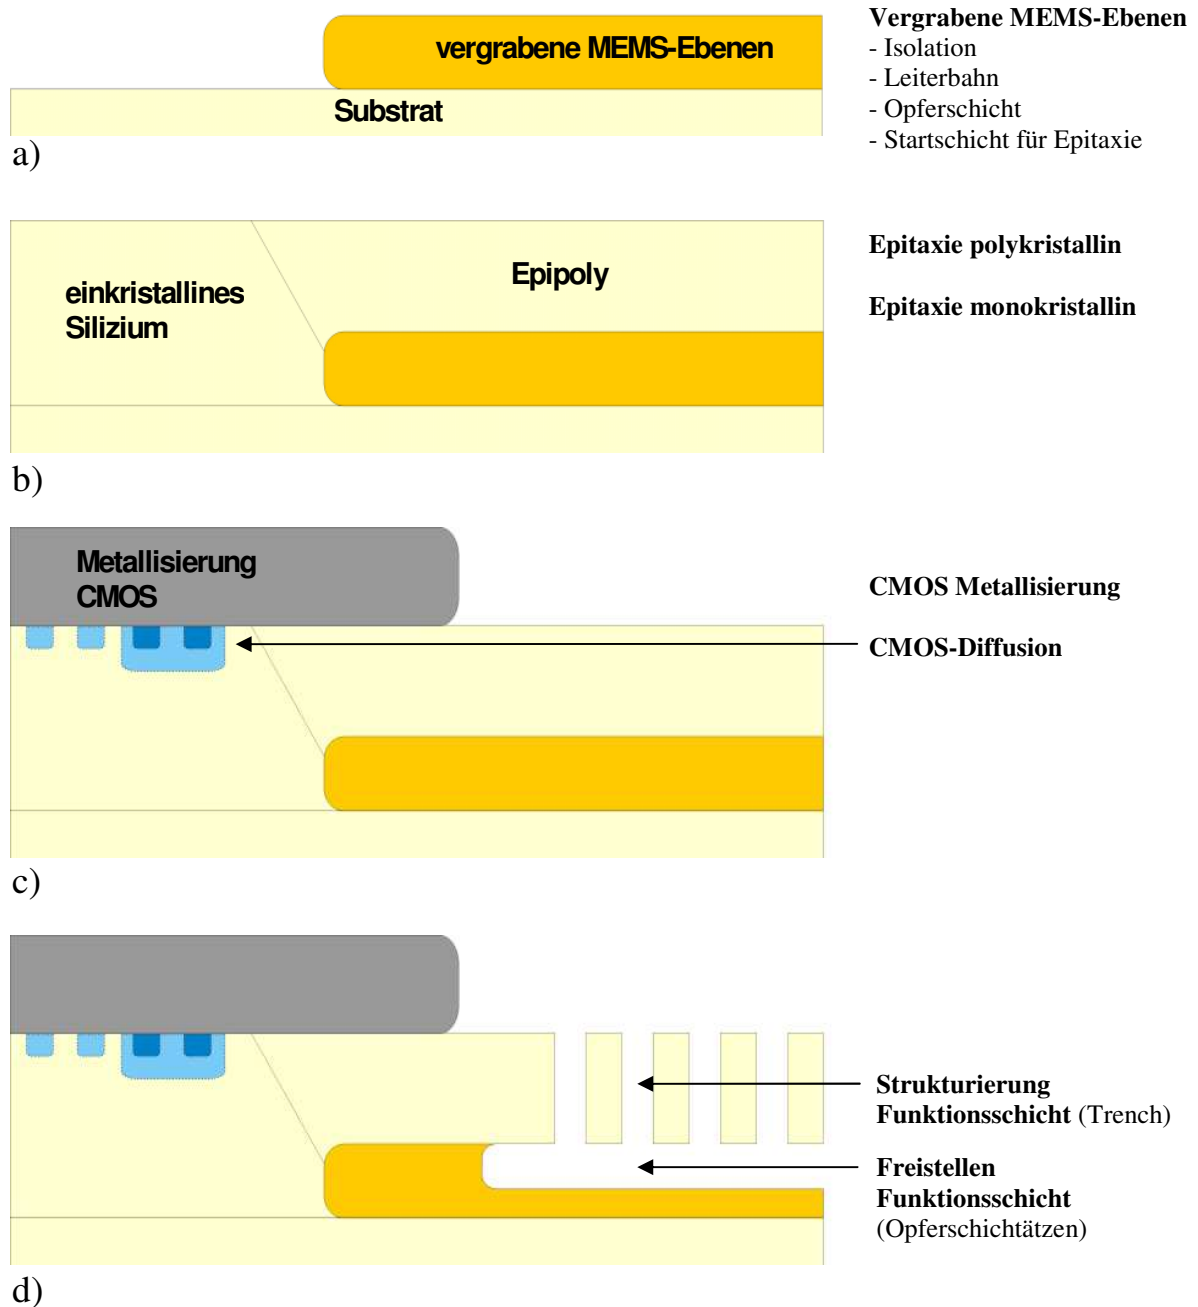 vergrabene MEMS-Ebenen
Substrat
a)
Vergrabene MEMS-Ebenen
- Isolation
- Leiterbahn
- Opferschicht
- Startschicht für Epitaxie
einkristallines
Silizium
Epipoly
b)
Epitaxie polykristallin
Epitaxie monokristallin
Metallisierung
CMOS
c)
CMOS Metallisierung
CMOS-Diffusion
d)
Strukturierung
Funktionsschicht (Trench)
Freistellen
Funktionsschicht
(Opferschichtätzen)